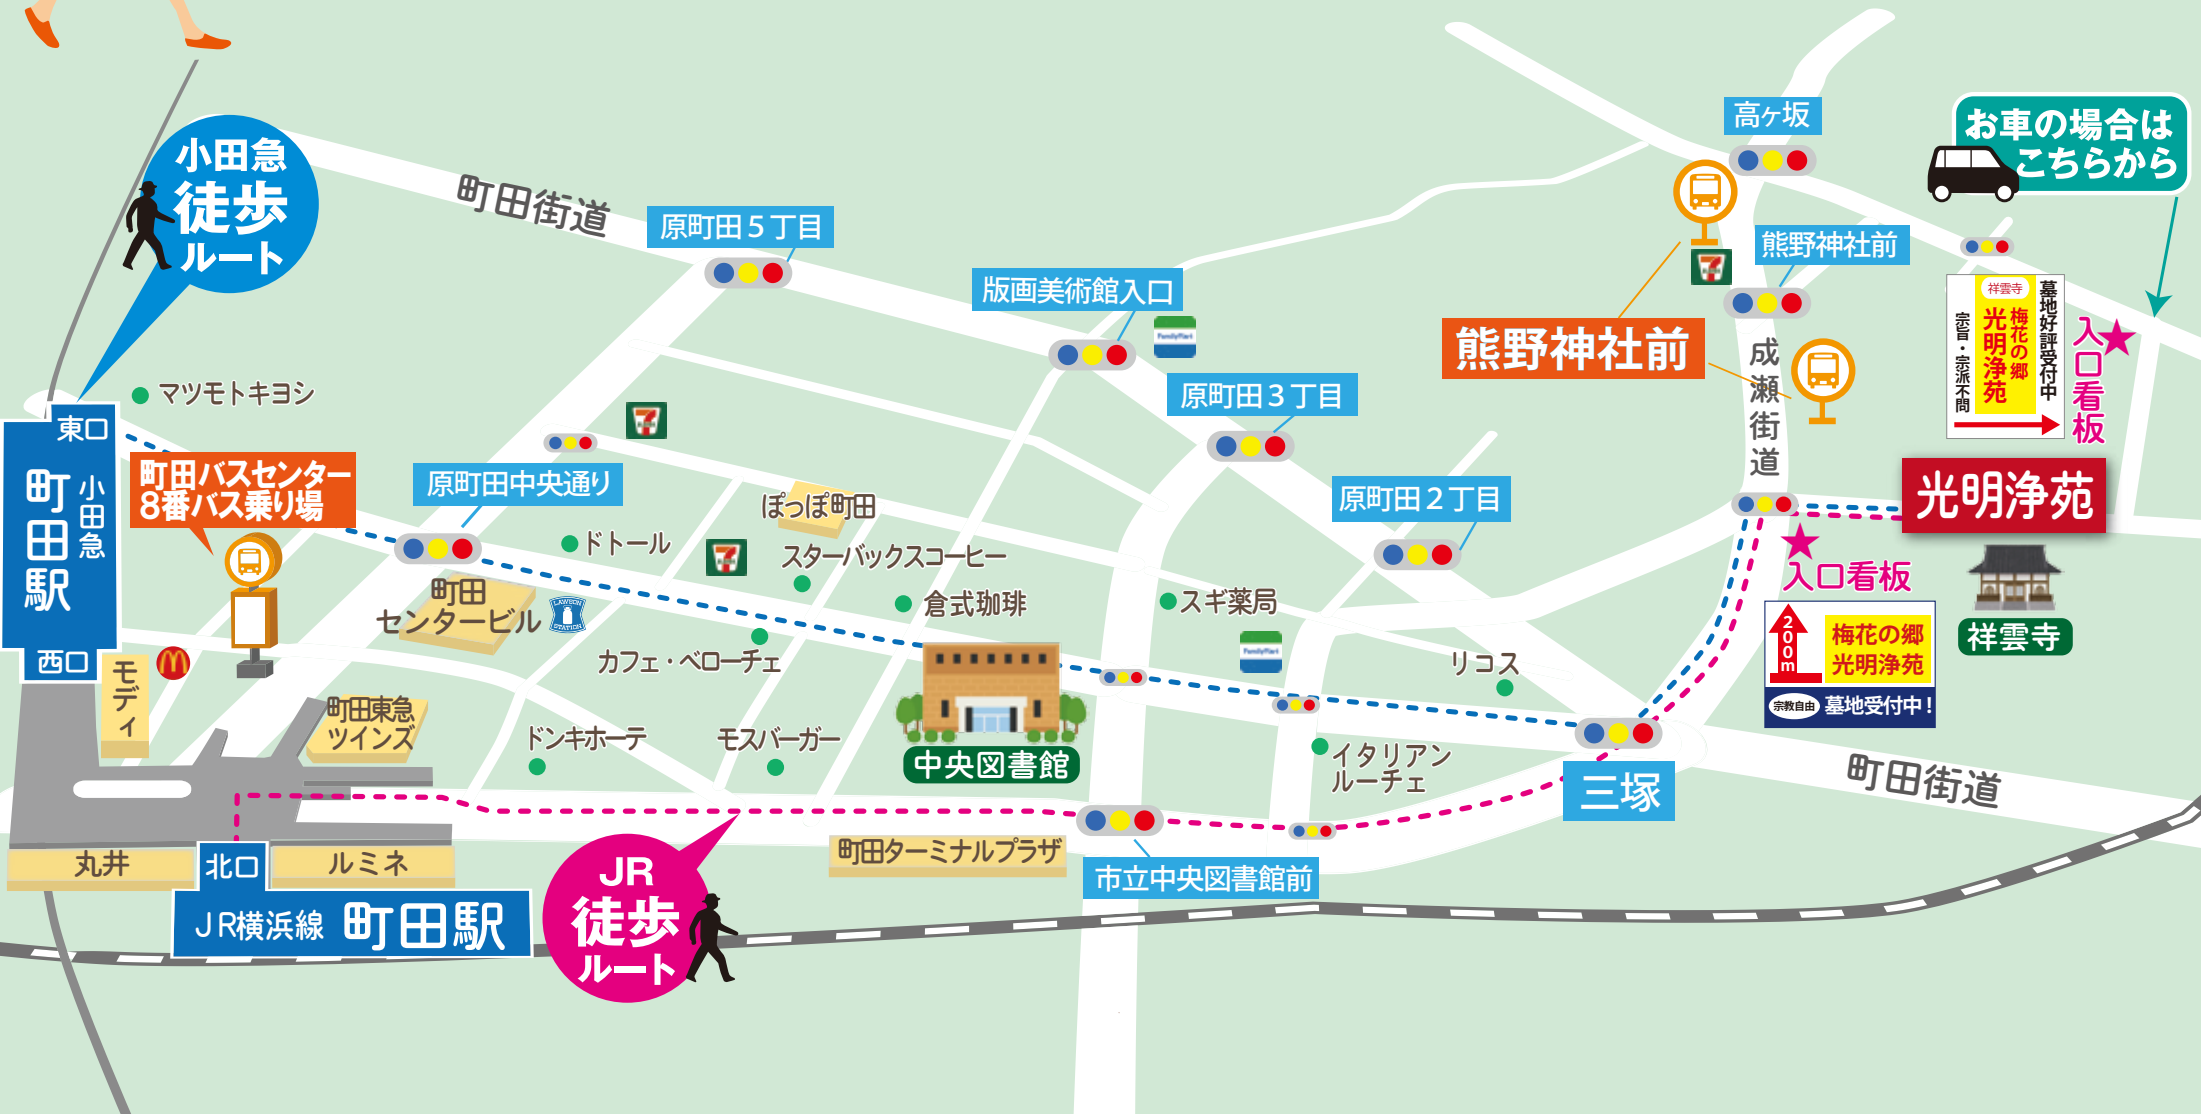 小田急
徒歩
ルート
町田街道
原町田5丁目
版画美術館入口
FamilyMart
原町田3丁目
原町田2丁目
高ヶ坂
熊野神社前
熊野神社前
お車の場合は
こちらから
成瀬街道
墓地好評受付中
祥雲寺
梅花の郷
光明浄苑
宗旨・宗派不問
入口看板
光明浄苑
祥雲寺
入口看板
200m
梅花の郷
光明浄苑
宗教自由
墓地受付中!
マツモトキヨシ
東口
小田急
町田駅
西口
町田バスセンター
8番バス乗り場
原町田中央通り
ドトール
ぽっぽ町田
スターバックスコーヒー
倉式珈琲
スギ薬局
町田
センタービル
LAWSON
STATION
カフェ・ベローチェ
FamilyMart
リコス
モディ
町田東急
ツインズ
ドンキホーテ
モスバーガー
中央図書館
イタリアン
ルーチェ
三塚
町田街道
丸井
北口
ルミネ
町田ターミナルプラザ
市立中央図書館前
JR横浜線 町田駅
JR
徒歩
ルート